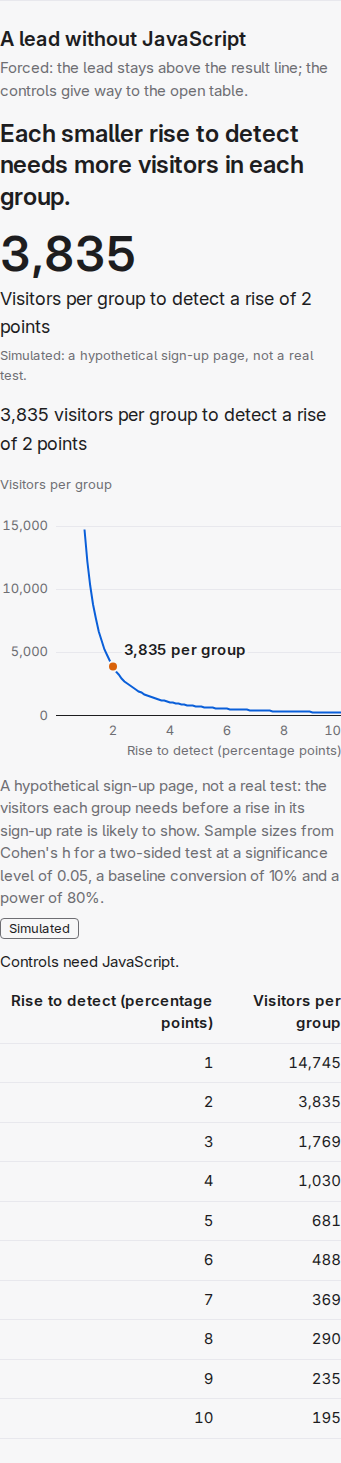 A lead without JavaScript
Forced: the lead stays above the result line; the
controls give way to the open table.
Each smaller rise to detect
needs more visitors in each
group.
3,835
Visitors per group to detect a rise of 2
points
Simulated: a hypothetical sign-up page, not a real
test.
3,835 visitors per group to detect a rise
of 2 points
Visitors per group
15,000
10,000
5,000
3,835 per group
0
2 4 6 8 10
Rise to detect (percentage points)
A hypothetical sign-up page, not a real test: the
visitors each group needs before a rise in its
sign-up rate is likely to show. Sample sizes from
Cohen's h for a two-sided test at a significance
level of 0.05, a baseline conversion of 10% and a
power of 80%.
Simulated
Controls need JavaScript.
Rise to detect (percentage points) Visitors per group
1 14,745
2 3,835
3 1,769
4 1,030
5 681
6 488
7 369
8 290
9 235
10 195